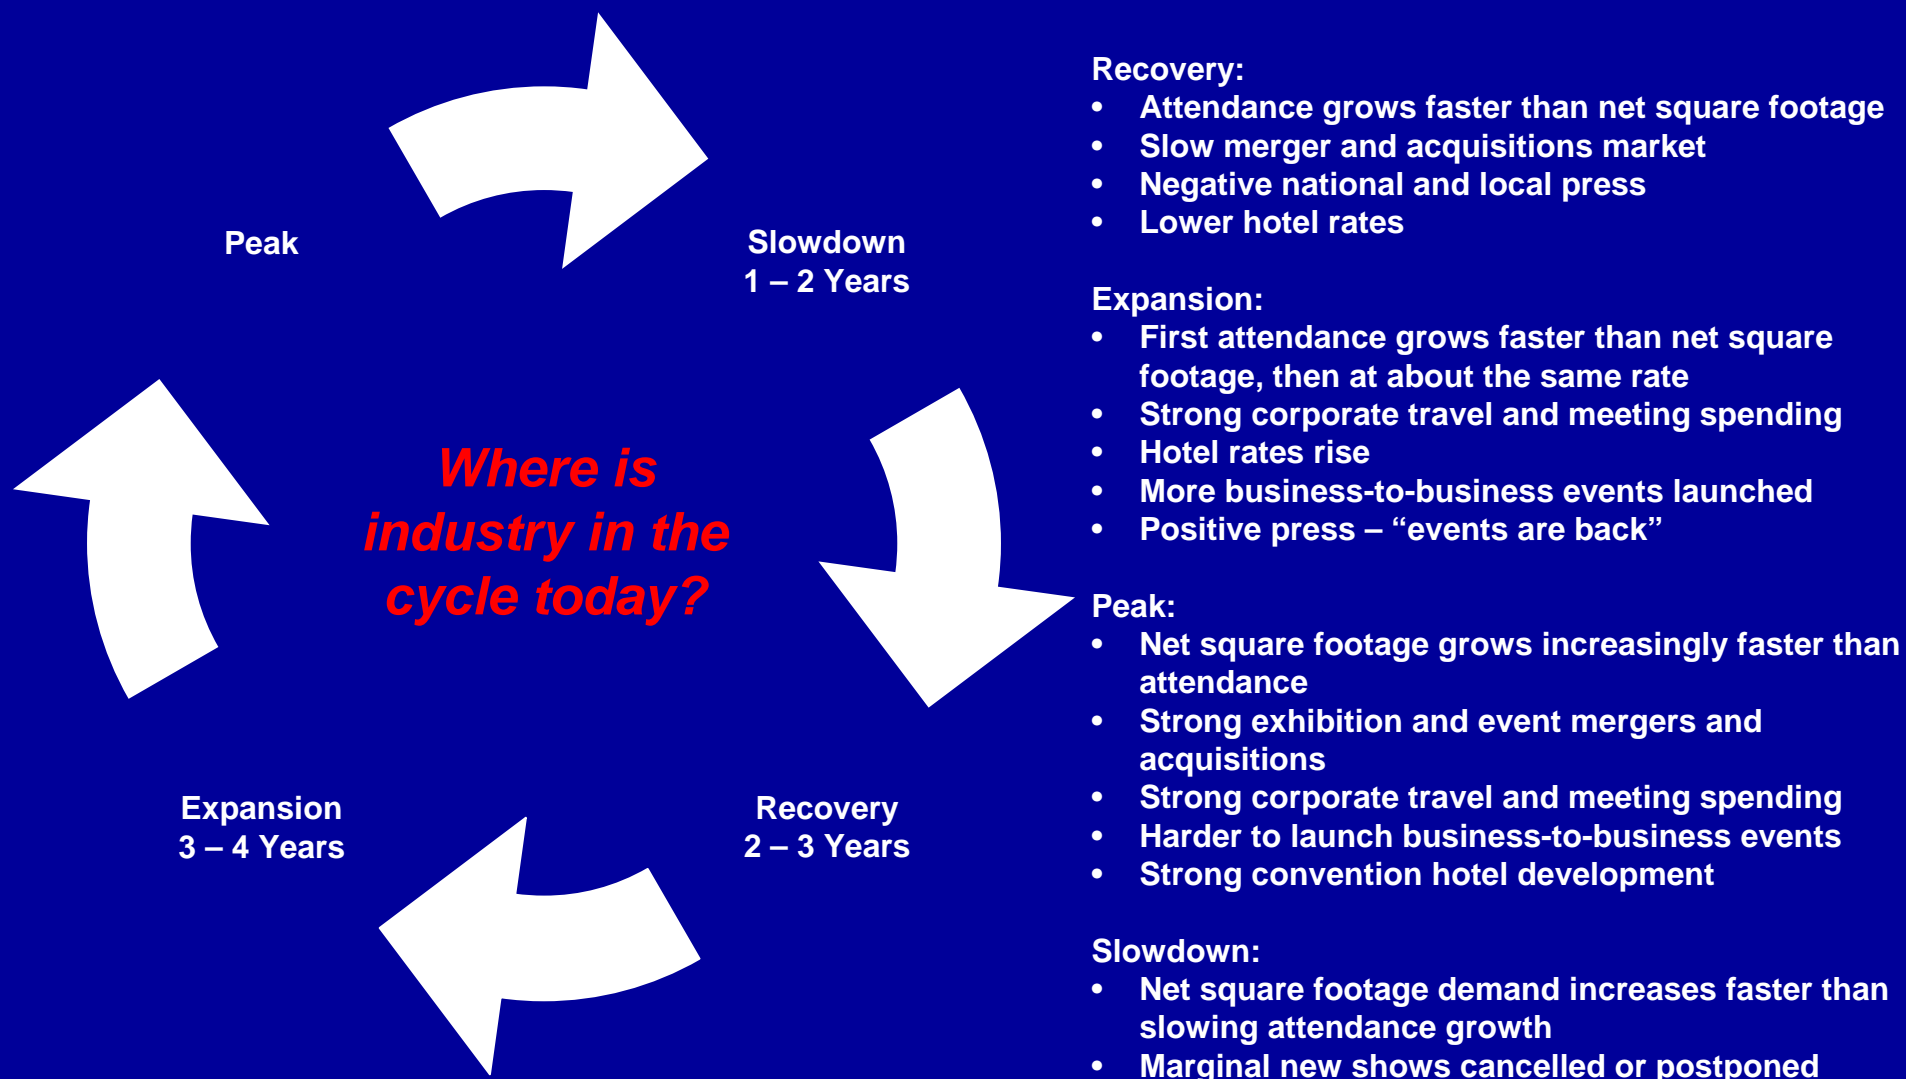 Peak
Slowdown
1 – 2 Years
Where is
industry in the
cycle today?
Expansion
3 – 4 Years
Recovery
2 – 3 Years
Recovery:
• Attendance grows faster than net square footage
• Slow merger and acquisitions market
• Negative national and local press
• Lower hotel rates
Expansion:
• First attendance grows faster than net square
footage, then at about the same rate
• Strong corporate travel and meeting spending
• Hotel rates rise
• More business-to-business events launched
• Positive press – “events are back”
Peak:
• Net square footage grows increasingly faster than
attendance
• Strong exhibition and event mergers and
acquisitions
• Strong corporate travel and meeting spending
• Harder to launch business-to-business events
• Strong convention hotel development
Slowdown:
• Net square footage demand increases faster than
slowing attendance growth
• Marginal new shows cancelled or postponed